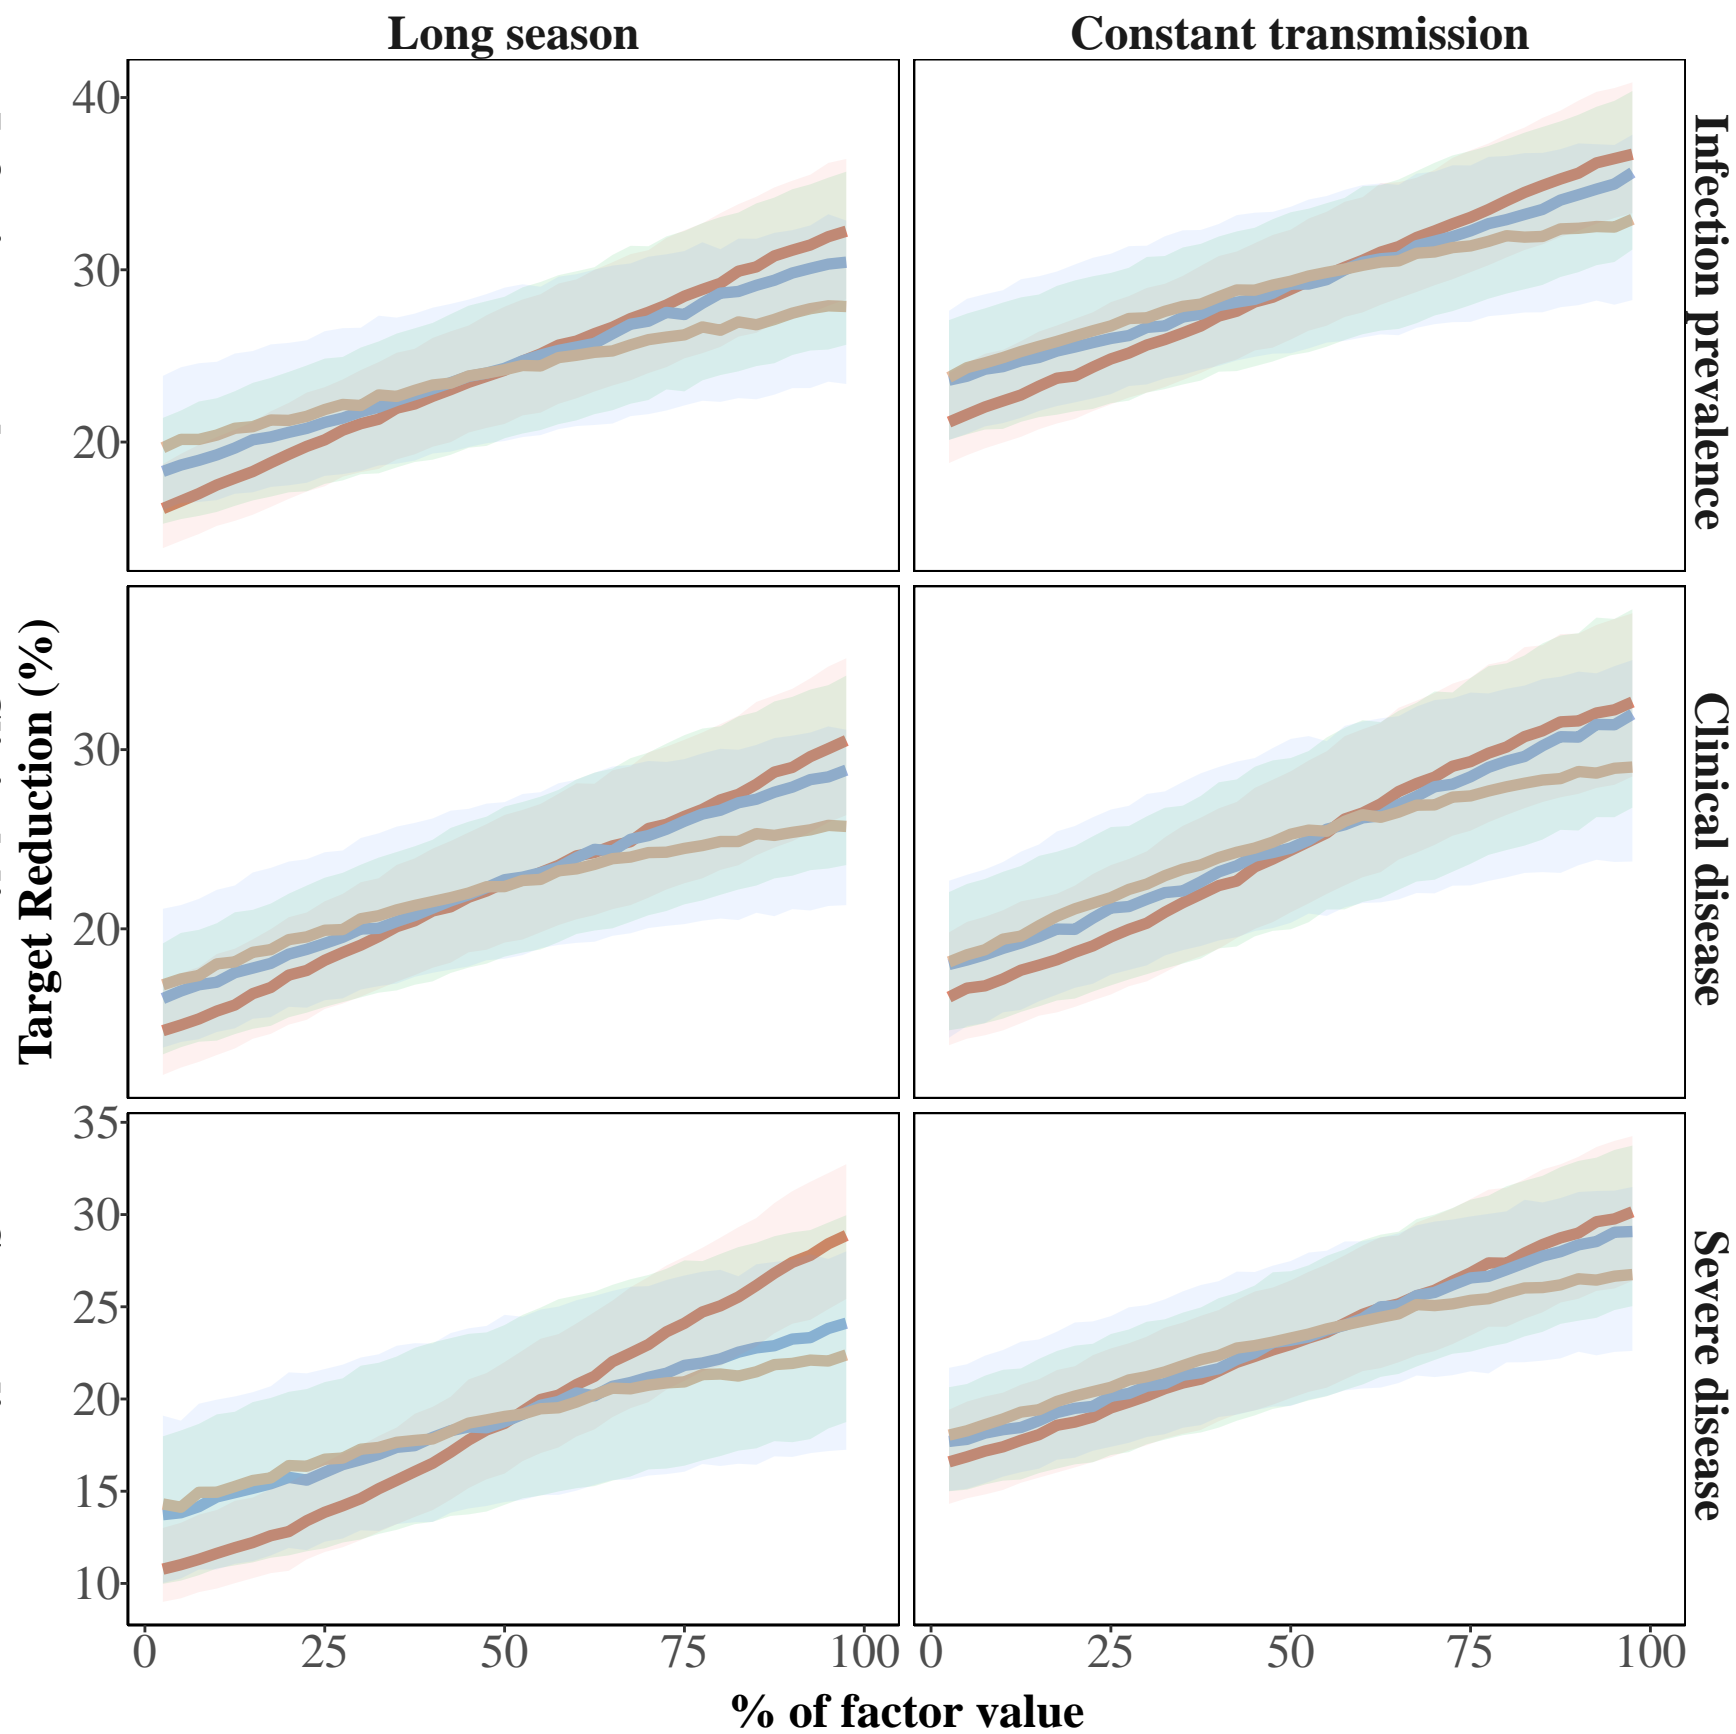 Long season
Constant transmission
40
30
20
Infection prevalence
Target Reduction (%)
30
20
Clinical disease
35
30
25
20
15
10
Severe disease
0 25 50 75 100
0 25 50 75 100
% of factor value